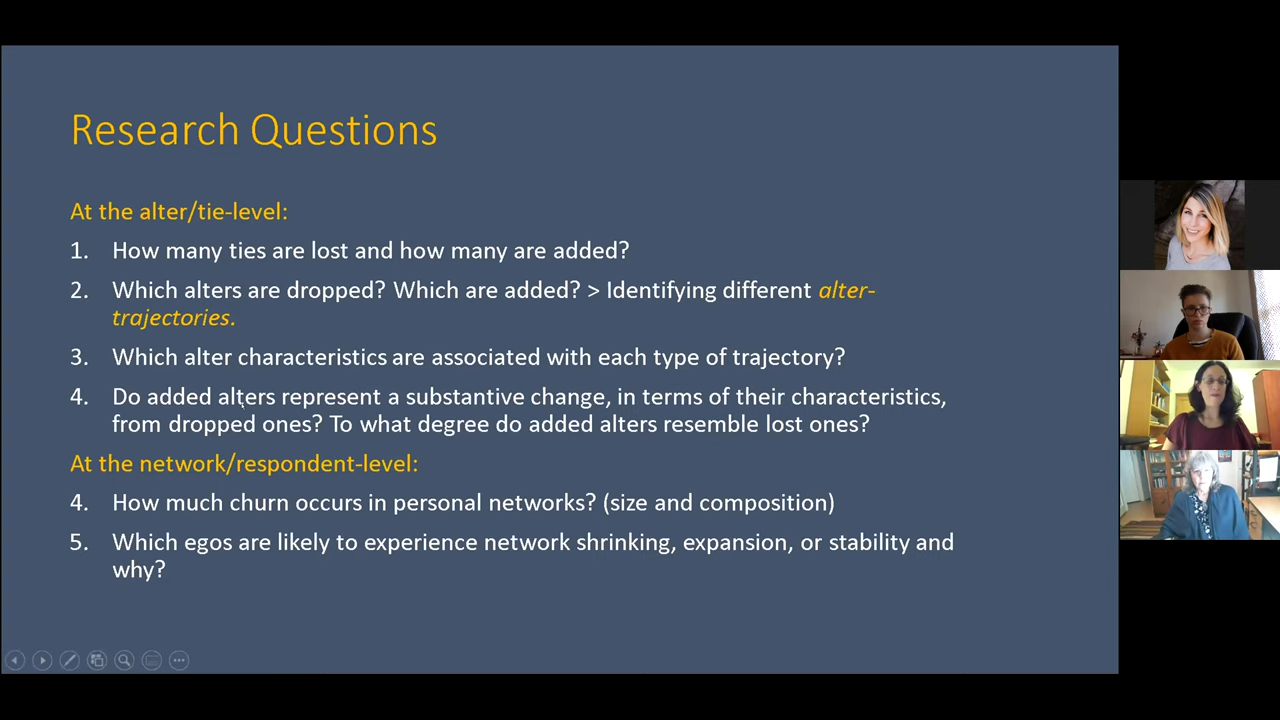 Research Questions
At the alter/tie-level:
1. How many ties are lost and how many are added?
2. Which alters are dropped? Which are added? > Identifying different alter-
trajectories.
3. Which alter characteristics are associated with each type of trajectory?
4. Do added alters represent a substantive change, in terms of their characteristics,
from dropped ones? To what degree do added alters resemble lost ones?
At the network/respondent-level:
4. How much churn occurs in personal networks? (size and composition)
5. Which egos are likely to experience network shrinking, expansion, or stability and
why?